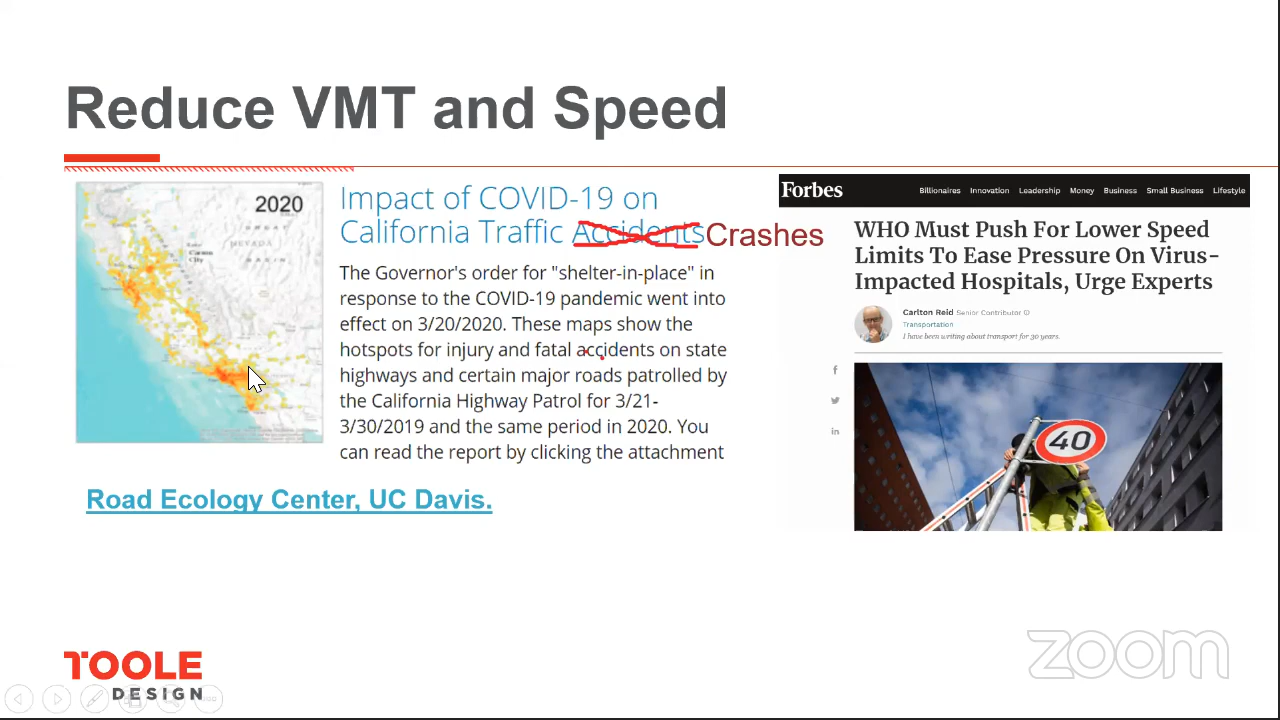 Reduce VMT and Speed
2020
Impact of COVID-19 on
California Traffic Accidents Crashes
The Governor's order for "shelter-in-place" in
response to the COVID-19 pandemic went into
effect on 3/20/2020. These maps show the
hotspots for injury and fatal accidents on state
highways and certain major roads patrolled by
the California Highway Patrol for 3/21-
3/30/2019 and the same period in 2020. You
can read the report by clicking the attachment
Road Ecology Center, UC Davis.
Forbes
Billionaires Innovation Leadership Money Business Small Business Lifestyle
WHO Must Push For Lower Speed
Limits To Ease Pressure On Virus-
Impacted Hospitals, Urge Experts
Carlton Reid Senior Contributor
Transportation
I have been writing about transport for 30 years.
40
TOOLE
DESIGN
zoom